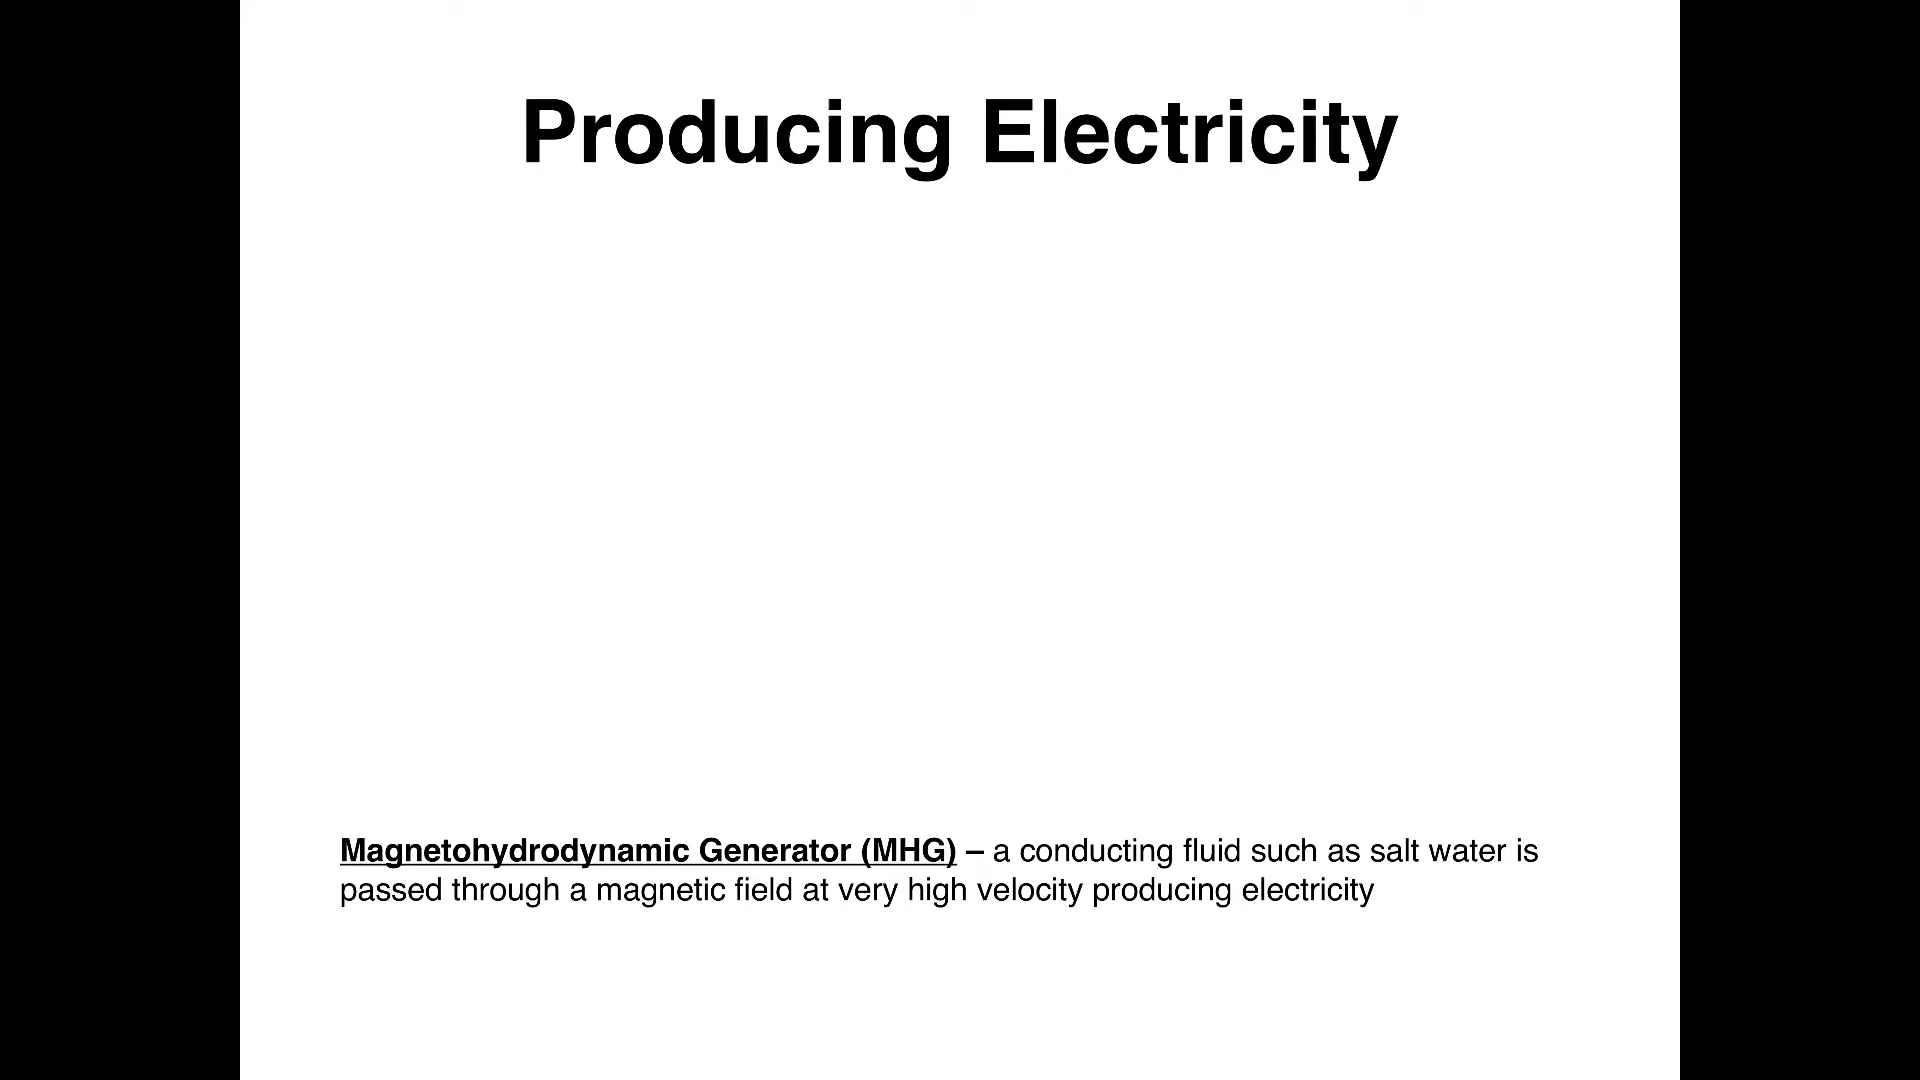 Producing Electricity
Magnetohydrodynamic Generator (MHG) – a conducting fluid such as salt water is
passed through a magnetic field at very high velocity producing electricity